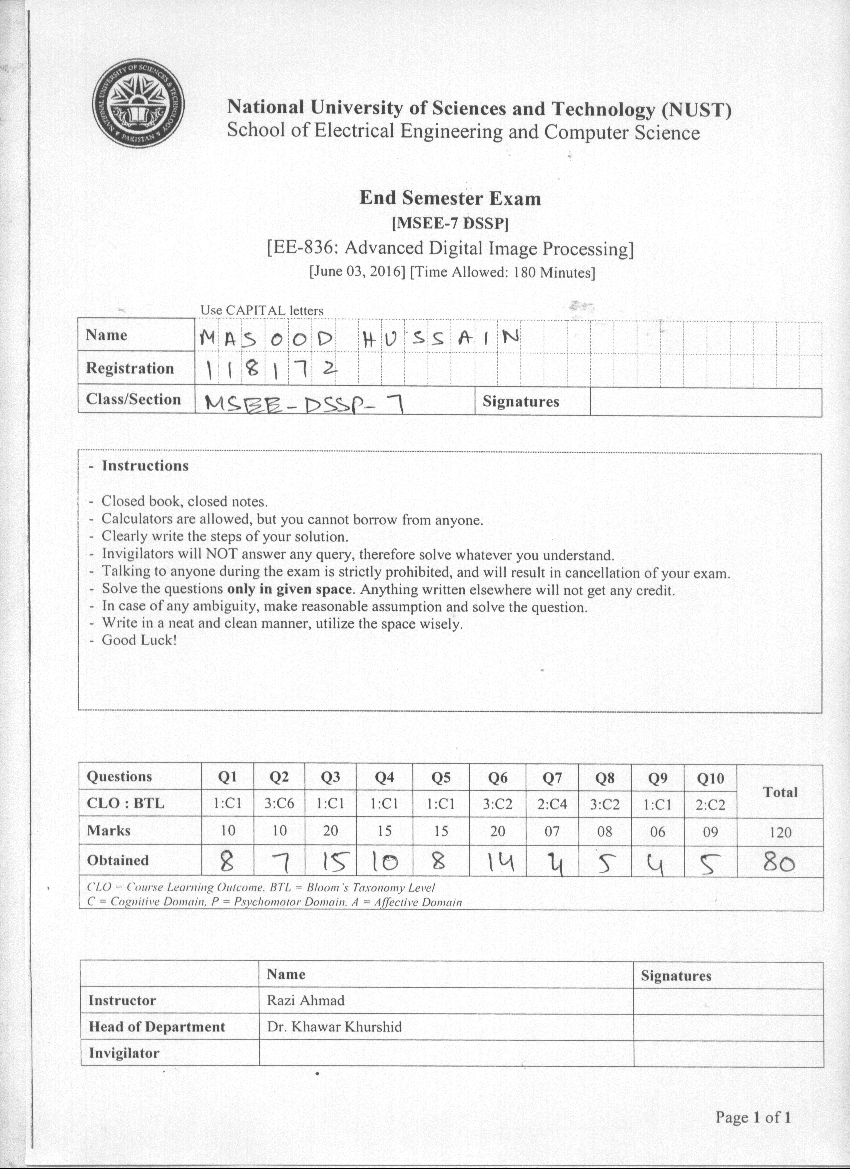 NATIONAL UNIVERSITY OF SCIENCES & TECHNOLOGY
PAKISTAN
National University of Sciences and Technology (NUST)
School of Electrical Engineering and Computer Science
End Semester Exam
[MSEE-7 DSSP]
[EE-836: Advanced Digital Image Processing]
[June 03, 2016] [Time Allowed: 180 Minutes]
Use CAPITAL letters
Name MASOOD HUSSAIN
Registration 118172
Class/Section MSEE-DSSP-7 Signatures
- Instructions
- Closed book, closed notes.
- Calculators are allowed, but you cannot borrow from anyone.
- Clearly write the steps of your solution.
- Invigilators will NOT answer any query, therefore solve whatever you understand.
- Talking to anyone during the exam is strictly prohibited, and will result in cancellation of your exam.
- Solve the questions only in given space. Anything written elsewhere will not get any credit.
- In case of any ambiguity, make reasonable assumption and solve the question.
- Write in a neat and clean manner, utilize the space wisely.
- Good Luck!
Questions Q1 Q2 Q3 Q4 Q5 Q6 Q7 Q8 Q9 Q10 Total
CLO : BTL 1:C1 3:C6 1:C1 1:C1 1:C1 3:C2 2:C4 3:C2 1:C1 2:C2
Marks 10 10 20 15 15 20 07 08 06 09 120
Obtained 8 7 15 10 8 14 4 5 4 5 80
CLO = Course Learning Outcome. BTL = Bloom's Taxonomy Level
C = Cognitive Domain, P = Psychomotor Domain. A = Affective Domain
Name Signatures
Instructor Razi Ahmad
Head of Department Dr. Khawar Khurshid
Invigilator
Page 1 of 1